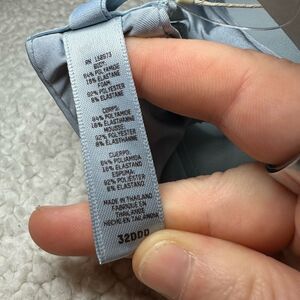 RN 158973
BODY:
84% POLYAMIDE
16% ELASTANE
FOAM:
92% POLYESTER
8% ELASTANE
CORPS:
84% POLYAMIDE
16% ELASTHANNE
MOUSSE:
92% POLYESTER
8% ELASTHANNE
CUERPO:
84% POLIAMIDA
16% ELASTANO
ESPUMA:
92% POLIÉSTER
8% ELASTANO
MADE IN THAILAND
FABRIQUÉ EN
THAÏLANDE
HECHO EN TAILANDIA
32DDD